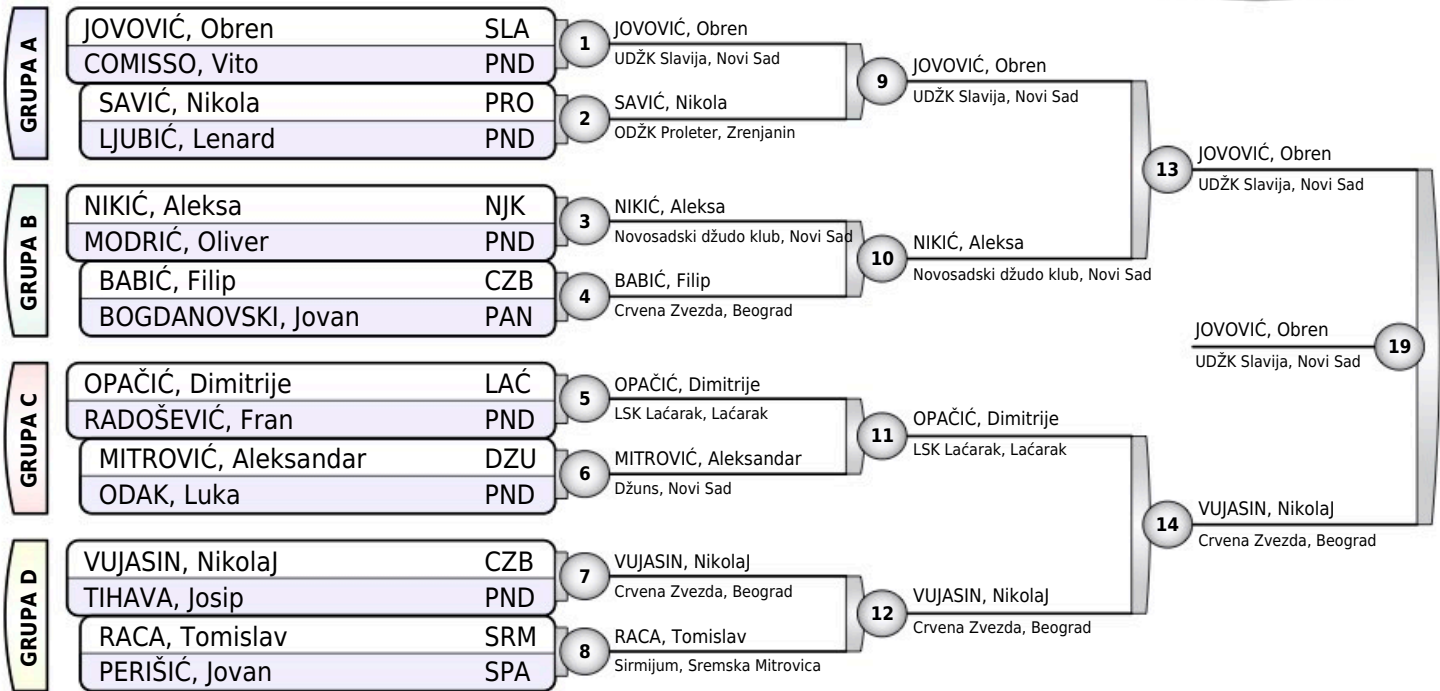 GRUPA A
JOVOVIĆ, Obren SLA
COMISSO, Vito PND
SAVIĆ, Nikola PRO
LJUBIĆ, Lenard PND
GRUPA B
NIKIĆ, Aleksa NJK
MODRIĆ, Oliver PND
BABIĆ, Filip CZB
BOGDANOVSKI, Jovan PAN
GRUPA C
OPAČIĆ, Dimitrije LAĆ
RADOŠEVIĆ, Fran PND
MITROVIĆ, Aleksandar DZU
ODAK, Luka PND
GRUPA D
VUJASIN, NikolaJ CZB
TIHAVA, Josip PND
RACA, Tomislav SRM
PERIŠIĆ, Jovan SPA
1
JOVOVIĆ, Obren
UDŽK Slavija, Novi Sad
2
SAVIĆ, Nikola
ODŽK Proleter, Zrenjanin
3
NIKIĆ, Aleksa
Novosadski džudo klub, Novi Sad
4
BABIĆ, Filip
Crvena Zvezda, Beograd
5
OPAČIĆ, Dimitrije
LSK Laćarak, Laćarak
6
MITROVIĆ, Aleksandar
Džuns, Novi Sad
7
VUJASIN, NikolaJ
Crvena Zvezda, Beograd
8
RACA, Tomislav
Sirmijum, Sremska Mitrovica
9
JOVOVIĆ, Obren
UDŽK Slavija, Novi Sad
10
NIKIĆ, Aleksa
Novosadski džudo klub, Novi Sad
11
OPAČIĆ, Dimitrije
LSK Laćarak, Laćarak
12
VUJASIN, NikolaJ
Crvena Zvezda, Beograd
13
JOVOVIĆ, Obren
UDŽK Slavija, Novi Sad
14
VUJASIN, NikolaJ
Crvena Zvezda, Beograd
JOVOVIĆ, Obren
UDŽK Slavija, Novi Sad
19